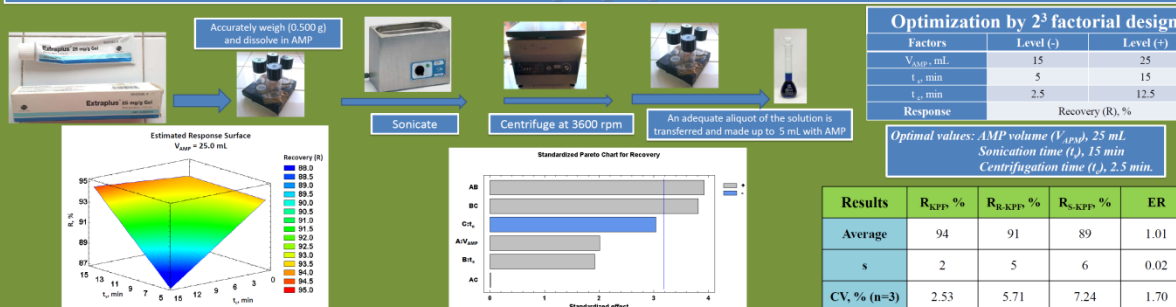 Accurately weigh (0.500 g)
and dissolve in AMP
Extraplus 25 mg/g Gel
Extraplus 25 mg/g Gel
Sonicate
Centrifuge at 3600 rpm
An adequate aliquot of the solution is
transferred and made up to 5 mL with AMP
Optimization by 2³ factorial design
Factors Level (-) Level (+)
V_AMP, mL 15 25
t_s, min 5 15
t_c, min 2.5 12.5
Response Recovery (R), %
Optimal values: AMP volume (V_APM), 25 mL
Sonication time (t_s), 15 min
Centrifugation time (t_c), 2.5 min.
Estimated Response Surface
V_AMP = 25.0 mL
Recovery (R)
88.0
88.5
89.0
89.5
90.0
90.5
91.0
91.5
92.0
92.5
93.0
93.5
94.0
94.5
95.0
R, %
95
93
91
89
87
15 13 11 9 7 5
15 12 9 6 3 0
t_s, min
t_c, min
Standardized Pareto Chart for Recovery
AB
BC
C:t_c
A:V_AMP
B:t_s
AC
+
-
0 1 2 3 4
Standardized effect
Results R_KPF, % R_R-KPF, % R_S-KPF, % ER
Average 94 91 89 1.01
s 2 5 6 0.02
CV, % (n=3) 2.53 5.71 7.24 1.70